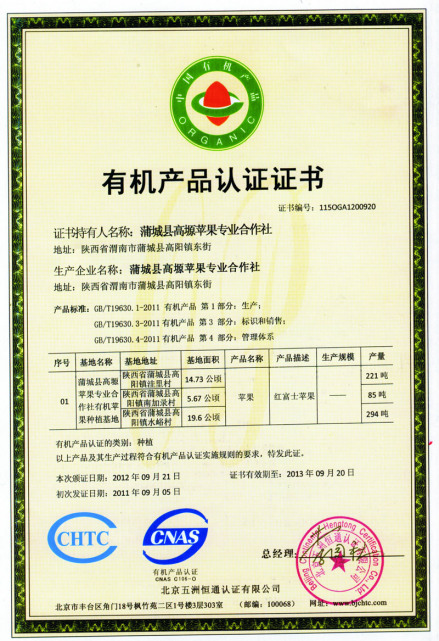 中国有机产品
ORGANIC
有机产品认证证书
证书编号：115OGA1200920
证书持有人名称：蒲城县高塬苹果专业合作社
地址：陕西省渭南市蒲城县高阳镇东街
生产企业名称：蒲城县高塬苹果专业合作社
地址：陕西省渭南市蒲城县高阳镇东街
产品标准：GB/T19630.1-2011 有机产品 第 1 部分：生产；
GB/T19630.3-2011 有机产品 第 3 部分：标识和销售；
GB/T19630.4-2011 有机产品 第 4 部分：管理体系
序号 基地名称 基地地址 基地面积 产品名称 产品描述 生产规模 产量
01 蒲城县高塬苹果专业合作社有机苹果种植基地 陕西省蒲城县高阳镇洼里村 14.73 公顷 苹果 红富士苹果 —— 221 吨
陕西省蒲城县高阳镇南加录村 5.67 公顷 85 吨
陕西省蒲城县高阳镇水峪村 19.6 公顷 294 吨
有机产品认证的类别：种植
以上产品及其生产过程符合有机产品认证实施规则的要求，特发此证。
本次颁证日期：2012 年 09 月 21 日 证书有效期至：2013 年 09 月 20 日
初次发证日期：2011 年 09 月 05 日
CHTC
CNAS
有机产品认证
CNAS C106-O
总经理：
北京五洲恒通认证有限公司
北京市丰台区角门18号枫竹苑二区1号楼3层303室 （邮编：100068） 网址：www.bjchtc.com